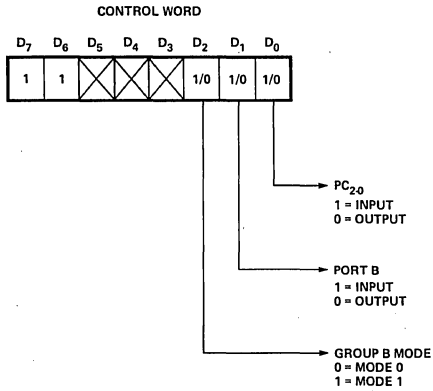 CONTROL WORD
D7 D6 D5 D4 D3 D2 D1 D0
1 1 1/0 1/0 1/0
PC2-0
1 = INPUT
0 = OUTPUT
PORT B
1 = INPUT
0 = OUTPUT
GROUP B MODE
0 = MODE 0
1 = MODE 1